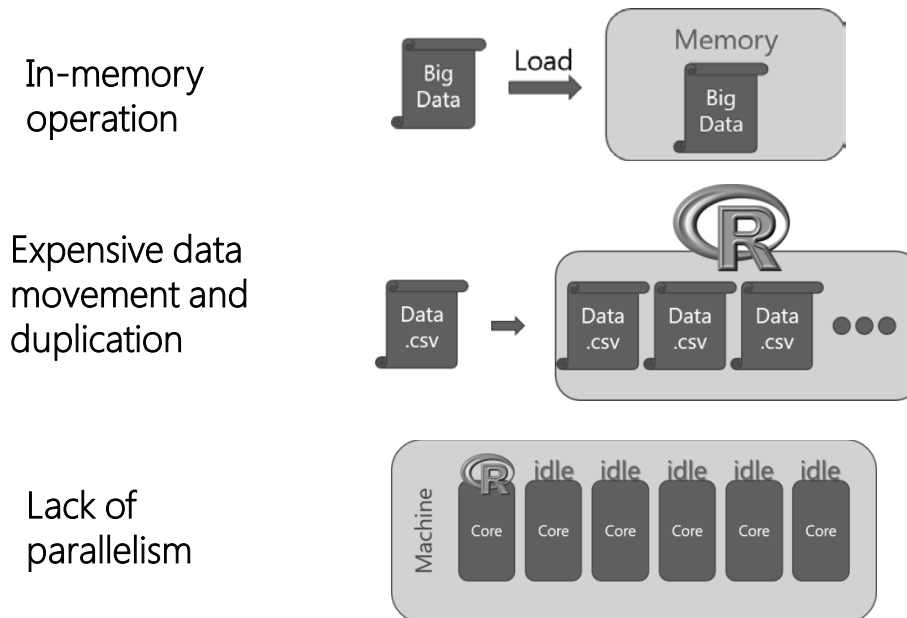 In-memory
operation
Big
Data
Load
Memory
Big
Data
Expensive data
movement and
duplication
Data
.csv
R
Data
.csv
Data
.csv
Data
.csv
Lack of
parallelism
Machine
R
idle
idle
idle
idle
idle
Core
Core
Core
Core
Core
Core